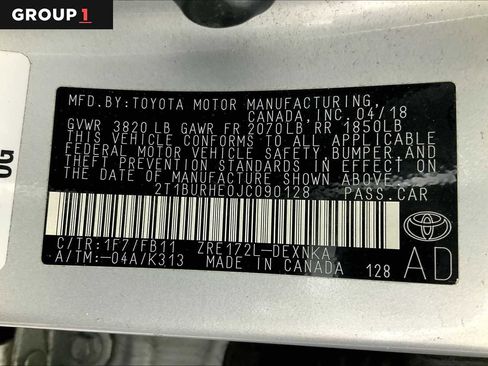 GROUP 1
MFD.BY:TOYOTA MOTOR MANUFACTURING,
CANADA,INC. 04/18
GVWR 3820LB GAWR FR 2070LB RR 1850LB
THIS VEHICLE CONFORMS TO ALL APPLICABLE
FEDERAL MOTOR VEHICLE SAFETY,BUMPER,AND
THEFT PREVENTION STANDARDS IN EFFECT ON
THE DATE OF MANUFACTURE SHOWN ABOVE.
2T1BURHE0JC090128 PASS.CAR
C/TR:1F7/FB11 ZRE172L-DEXNKA
A/TM:-04A/K313 MADE IN CANADA 128
AD